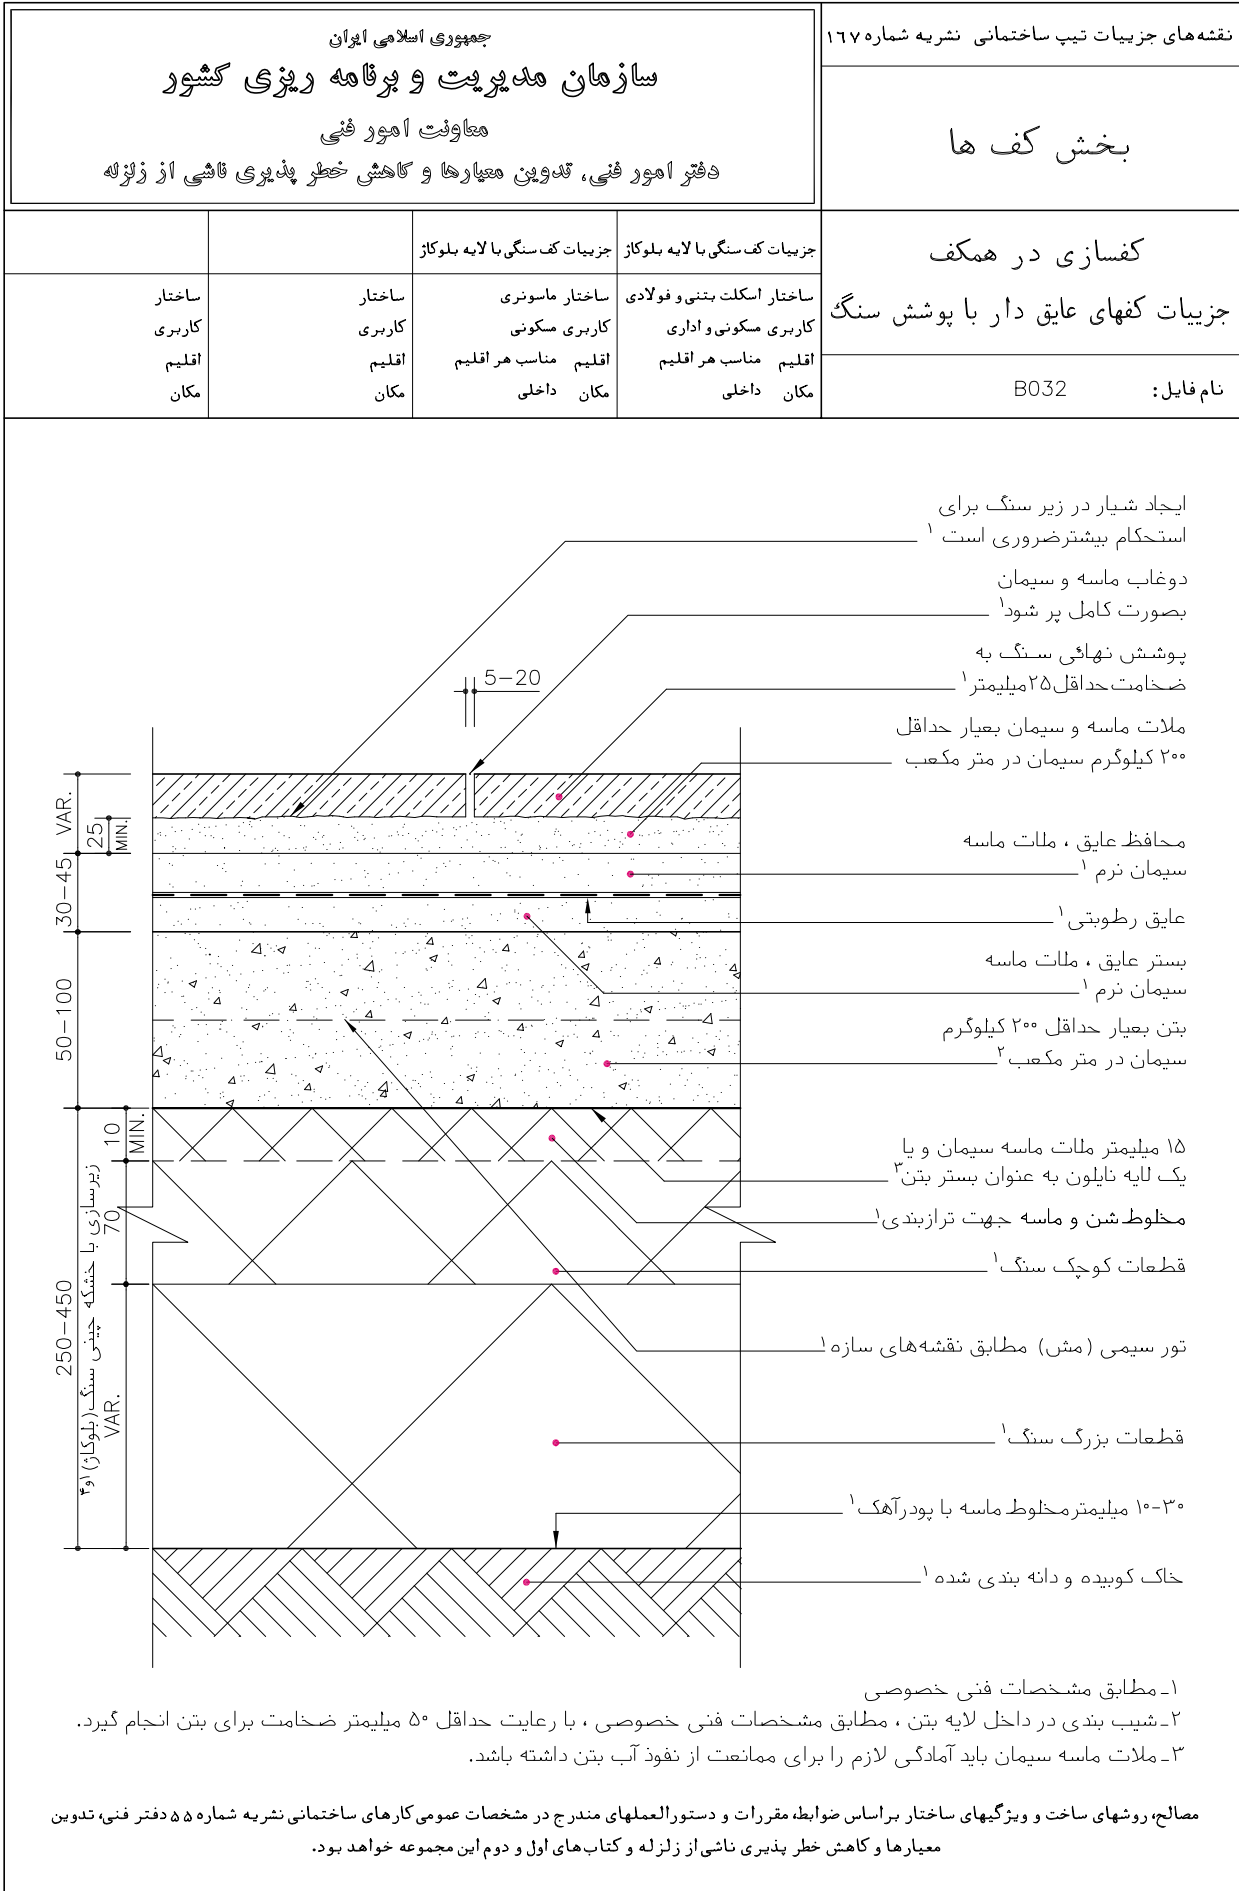 نقشه‌های جزییات تیپ ساختمانی نشریه شماره ۱۶۷
بخش کف ها
جمهوری اسلامی ایران
سازمان مدیریت و برنامه ریزی کشور
معاونت امور فنی
دفتر امور فنی، تدوین معیارها و کاهش خطر پذیری ناشی از زلزله
کفسازی در همکف
جزییات کفهای عایق دار با پوشش سنگ
نام فایل: B032
جزییات کف سنگی با لایه بلوکاژ
ساختار اسکلت بتنی و فولادی
کاربری مسکونی و اداری
اقلیم مناسب هر اقلیم
مکان داخلی
جزییات کف سنگی با لایه بلوکاژ
ساختار ماسونری
کاربری مسکونی
اقلیم مناسب هر اقلیم
مکان داخلی
ساختار
کاربری
اقلیم
مکان
ساختار
کاربری
اقلیم
مکان
ایجاد شیار در زیر سنگ برای
استحکام بیشترضروری است ۱
دوغاب ماسه و سیمان
بصورت کامل پر شود۱
پوشش نهائی سنگ به
ضخامت حداقل۲۵میلیمتر۱
ملات ماسه و سیمان بعیار حداقل
۲۰۰ کیلوگرم سیمان در متر مکعب
محافظ عایق ، ملات ماسه
سیمان نرم ۱
عایق رطوبتی ۱
بستر عایق ، ملات ماسه
سیمان نرم ۱
بتن بعیار حداقل ۲۰۰ کیلوگرم
سیمان در متر مکعب۲
۱۵ میلیمتر ملات ماسه سیمان و یا
یک لایه نایلون به عنوان بستر بتن۳
مخلوط شن و ماسه جهت ترازبندی۱
قطعات کوچک سنگ۱
تور سیمی (مش) مطابق نقشه‌های سازه۱
قطعات بزرگ سنگ۱
۱۰-۳۰ میلیمترمخلوط ماسه با پودرآهک۱
خاک کوبیده و دانه بندی شده ۱
5-20
VAR.
25
MIN.
30-45
50-100
10
MIN.
70
250-450
VAR.
زیرسازی با خشکه چینی سنگ(بلوکاژ) ۱و۴
۱ـ مطابق مشخصات فنی خصوصی
۲ـ شیب بندی در داخل لایه بتن ، مطابق مشخصات فنی خصوصی ، با رعایت حداقل ۵۰ میلیمتر ضخامت برای بتن انجام گیرد.
۳ـ ملات ماسه سیمان باید آمادگی لازم را برای ممانعت از نفوذ آب بتن داشته باشد.
مصالح، روشهای ساخت و ویژگیهای ساختار براساس ضوابط، مقررات و دستورالعملهای مندرج در مشخصات عمومی کارهای ساختمانی نشریه شماره ۵۵ دفتر فنی، تدوین
معیارها و کاهش خطر پذیری ناشی از زلزله و کتاب‌های اول و دوم این مجموعه خواهد بود.